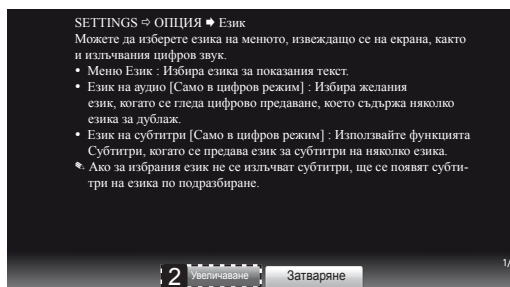 SETTINGS ⇨ ОПЦИЯ ➡ Език
Можете да изберете езика на менюто, извеждащо се на екрана, както
и излъчвания цифров звук.
• Меню Език : Избира езика за показания текст.
• Език на аудио [Само в цифров режим] : Избира желания
език, когато се гледа цифрово предаване, което съдържа няколко
езика за дублаж.
• Език на субтитри [Само в цифров режим] : Използвайте функцията
Субтитри, когато се предава език за субтитри на няколко езика.
✎ Ако за избрания език не се излъчват субтитри, ще се появят субти-
три на езика по подразбиране.
1/
2 Увеличаване Затваряне